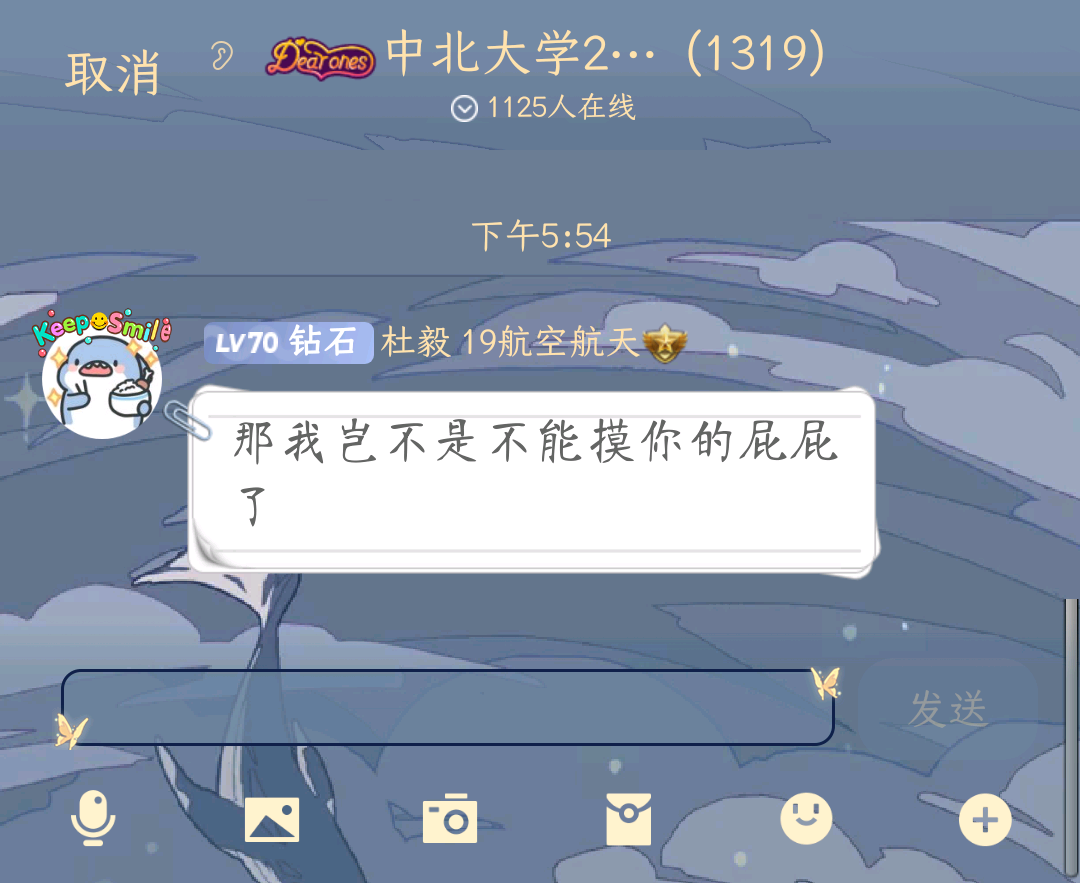 取消
Dear ones 中北大学2… (1319)
1125人在线
下午5:54
Keep Smile
LV70 钻石 杜毅 19航空航天
那我岂不是不能摸你的屁屁
了
发送